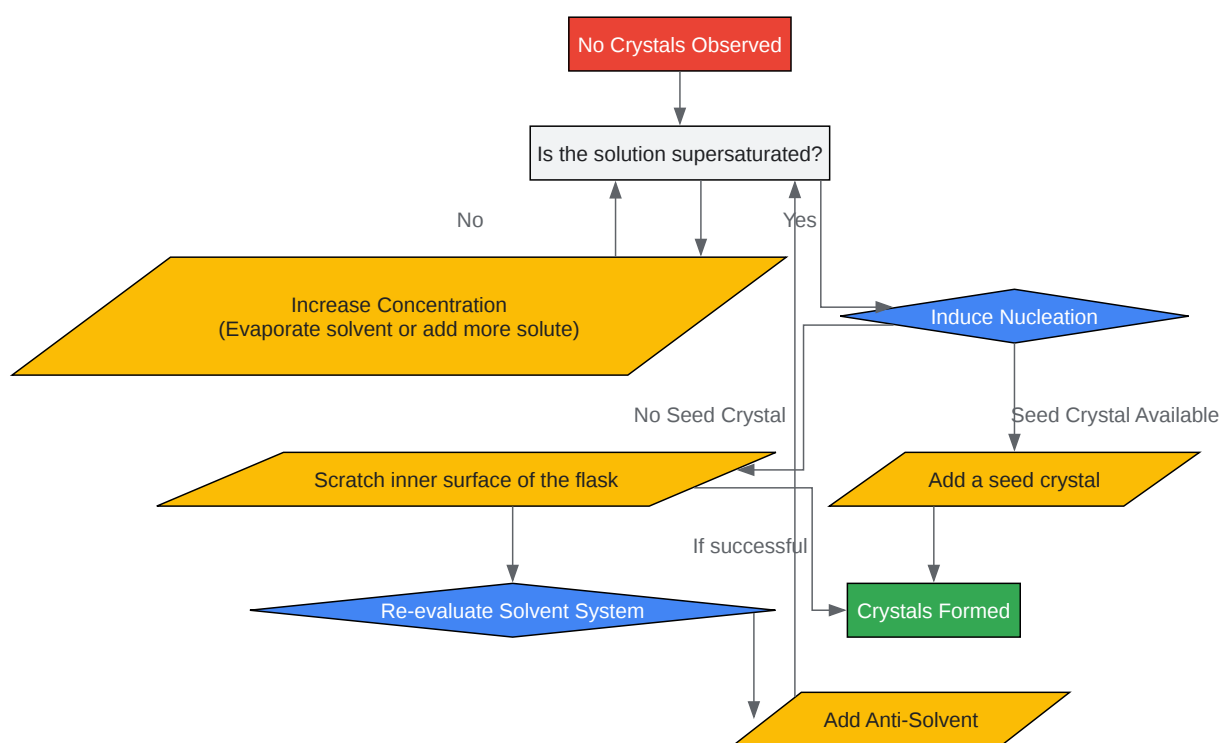 No Crystals Observed
Is the solution supersaturated?
No
Yes
Increase Concentration
(Evaporate solvent or add more solute)
Induce Nucleation
No Seed Crystal
Seed Crystal Available
Scratch inner surface of the flask
Add a seed crystal
If successful
Re-evaluate Solvent System
Crystals Formed
Add Anti-Solvent